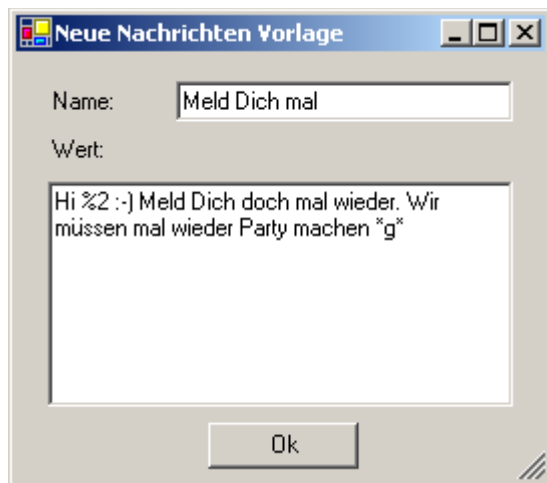 Neue Nachrichten Vorlage
Name: Meld Dich mal
Wert:
Hi %2 :-) Meld Dich doch mal wieder. Wir
müssen mal wieder Party machen *g*
Ok